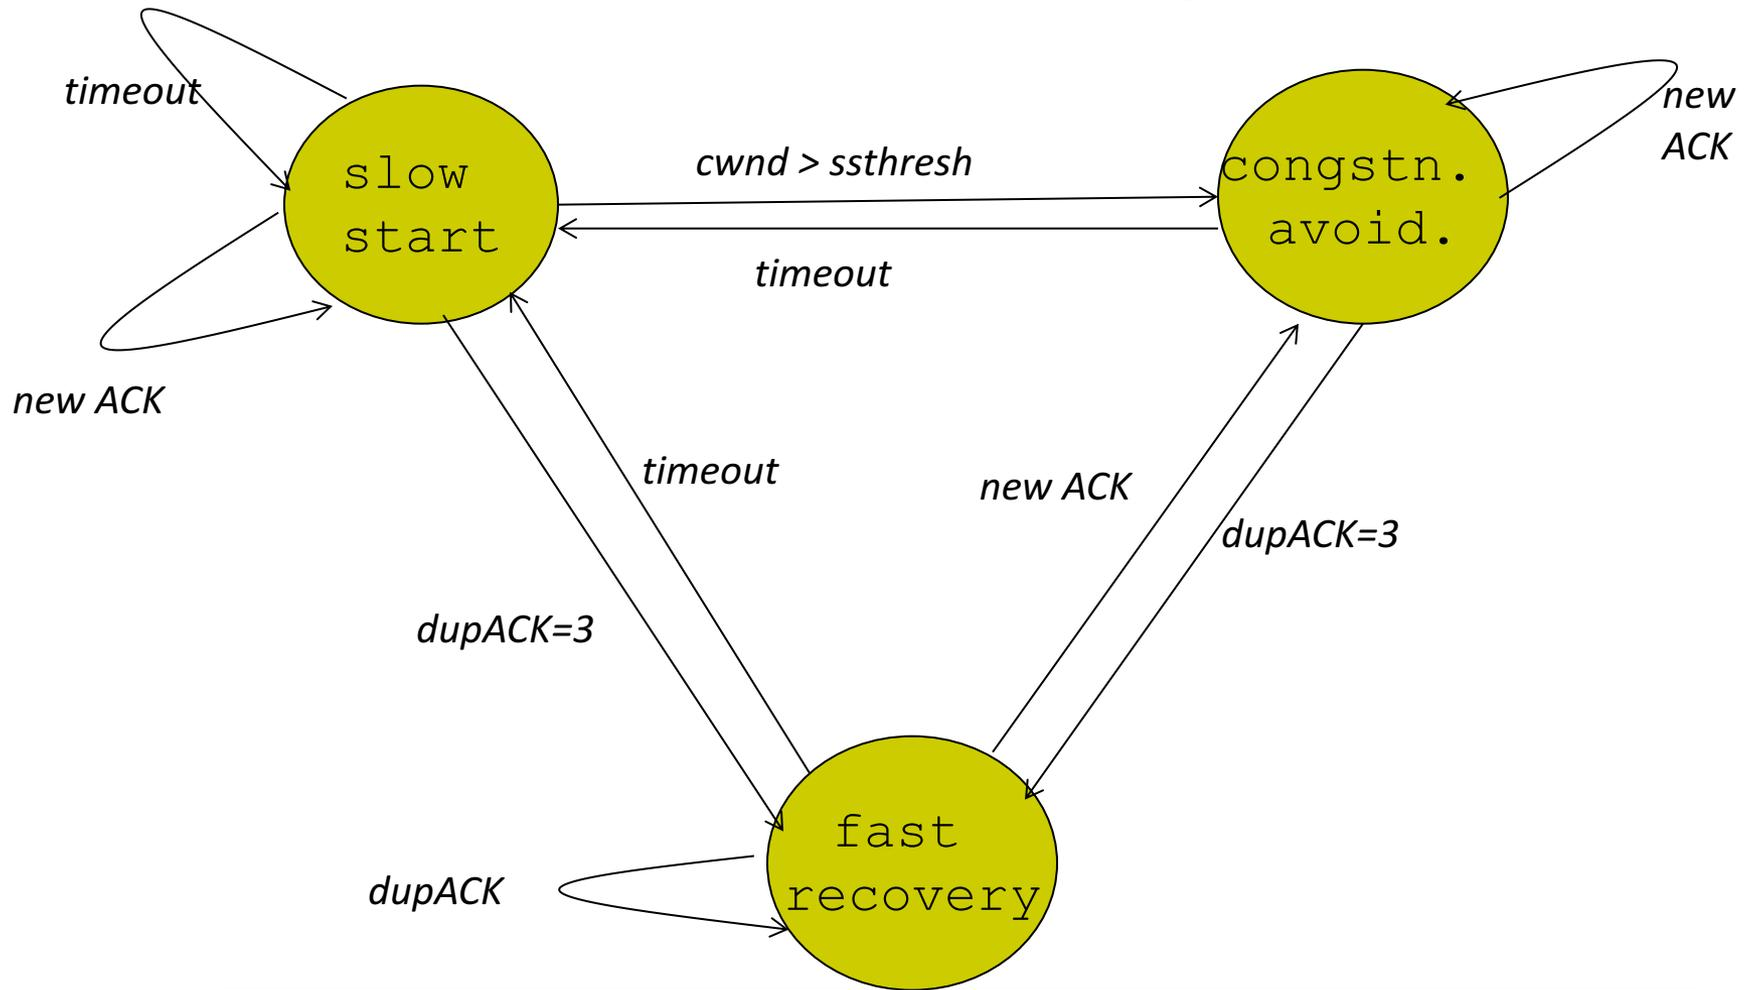 timeout
new
ACK
cwnd > ssthresh
slow
start
congstn.
avoid.
timeout
new ACK
timeout
new ACK
dupACK=3
dupACK=3
fast
recovery
dupACK